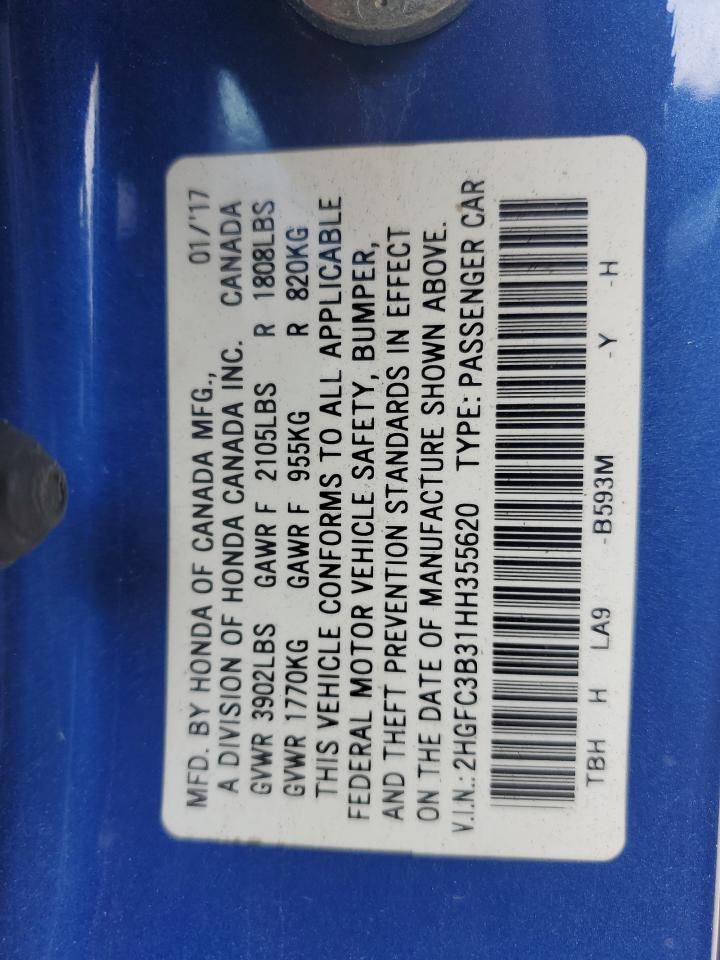 MFD. BY HONDA OF CANADA MFG., 01/'17
A DIVISION OF HONDA CANADA INC. CANADA
GVWR 3902LBS GAWR F 2105LBS R 1808LBS
GVWR 1770KG GAWR F 955KG R 820KG
THIS VEHICLE CONFORMS TO ALL APPLICABLE
FEDERAL MOTOR VEHICLE SAFETY, BUMPER,
AND THEFT PREVENTION STANDARDS IN EFFECT
ON THE DATE OF MANUFACTURE SHOWN ABOVE.
V.I.N.: 2HGFC3B31HH355620 TYPE: PASSENGER CAR
TBH H LA9 -B593M -Y -H